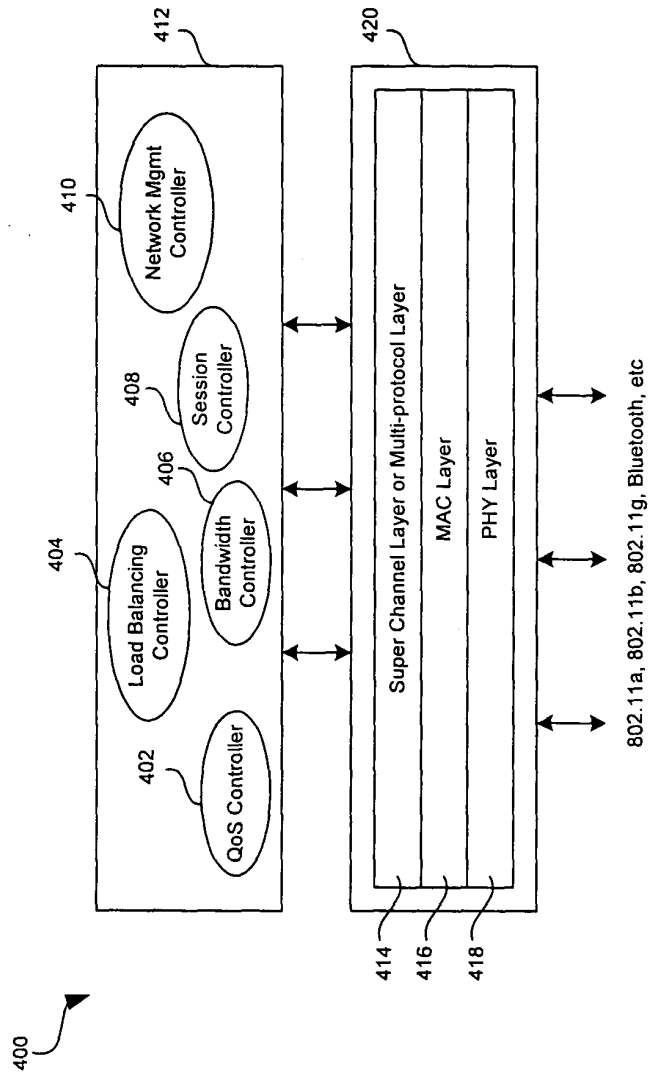 400
412
410
Network Mgmt
Controller
408
Session
Controller
406
Bandwidth
Controller
404
Load Balancing
Controller
402
QoS Controller
420
Super Channel Layer or Multi-protocol Layer
MAC Layer
PHY Layer
414
416
418
802.11a, 802.11b, 802.11g, Bluetooth, etc